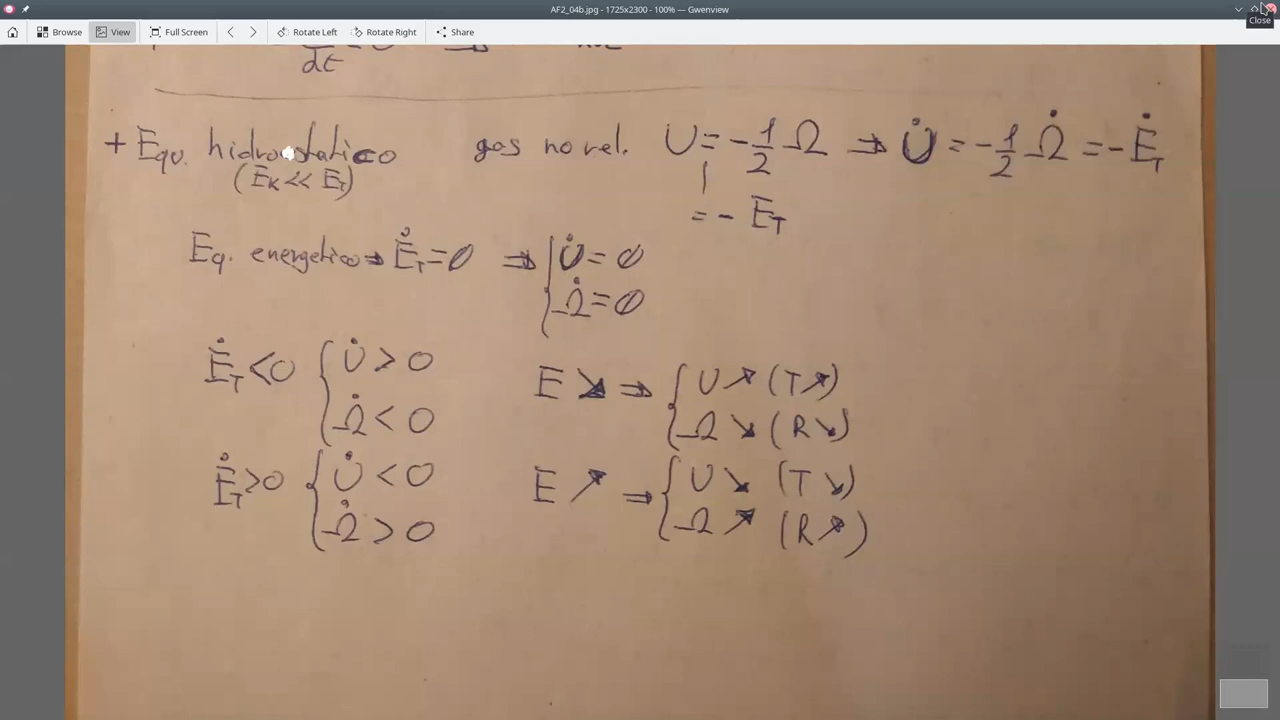 AF2_04b.jpg - 1725x2300 - 100% — Gwenview
Close
Browse View Full Screen Rotate Left Rotate Right Share
dt
+ Equ. hidrostatico gas no rel. U = -1/2 Ω ⇒ U̇ = -1/2 Ω̇ = -Ė_T
(E_K << E_T)
= - E_T
Eq. energetico → Ė_T = 0 ⇒ { U̇ = 0
Ω̇ = 0
Ė_T < 0 { U̇ > 0 E ↘ ⇒ { U ↗ (T ↗)
Ω̇ < 0 Ω ↘ (R ↘)
Ė_T > 0 { U̇ < 0 E ↗ ⇒ { U ↘ (T ↘)
Ω̇ > 0 Ω ↗ (R ↗)